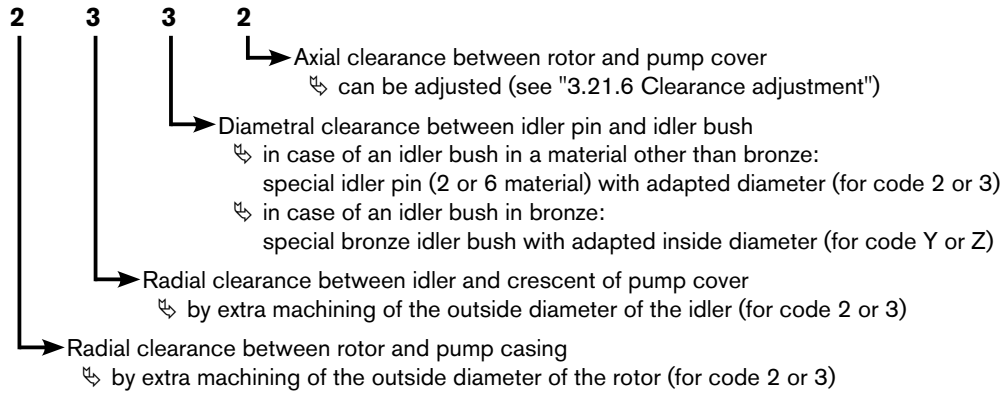 2 3 3 2
Axial clearance between rotor and pump cover
can be adjusted (see "3.21.6 Clearance adjustment")
Diametral clearance between idler pin and idler bush
in case of an idler bush in a material other than bronze:
special idler pin (2 or 6 material) with adapted diameter (for code 2 or 3)
in case of an idler bush in bronze:
special bronze idler bush with adapted inside diameter (for code Y or Z)
Radial clearance between idler and crescent of pump cover
by extra machining of the outside diameter of the idler (for code 2 or 3)
Radial clearance between rotor and pump casing
by extra machining of the outside diameter of the rotor (for code 2 or 3)